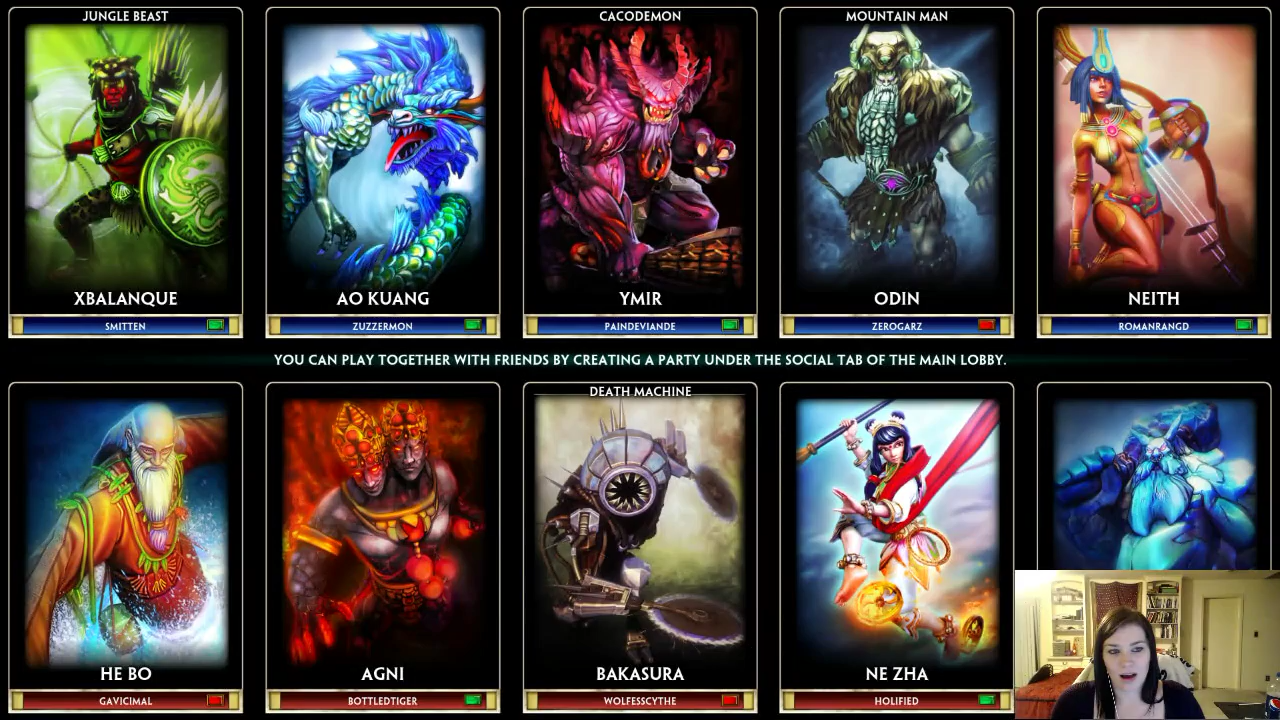 JUNGLE BEAST
XBALANQUE
SMITTEN
AO KUANG
ZUZZERMON
CACODEMON
YMIR
PAINDEVIANDE
MOUNTAIN MAN
ODIN
ZEROGARZ
NEITH
ROMANRANGD
YOU CAN PLAY TOGETHER WITH FRIENDS BY CREATING A PARTY UNDER THE SOCIAL TAB OF THE MAIN LOBBY.
HE BO
GAVICIMAL
AGNI
BOTTLEDTIGER
DEATH MACHINE
BAKASURA
WOLFESSCYTHE
NE ZHA
HOLIFIED